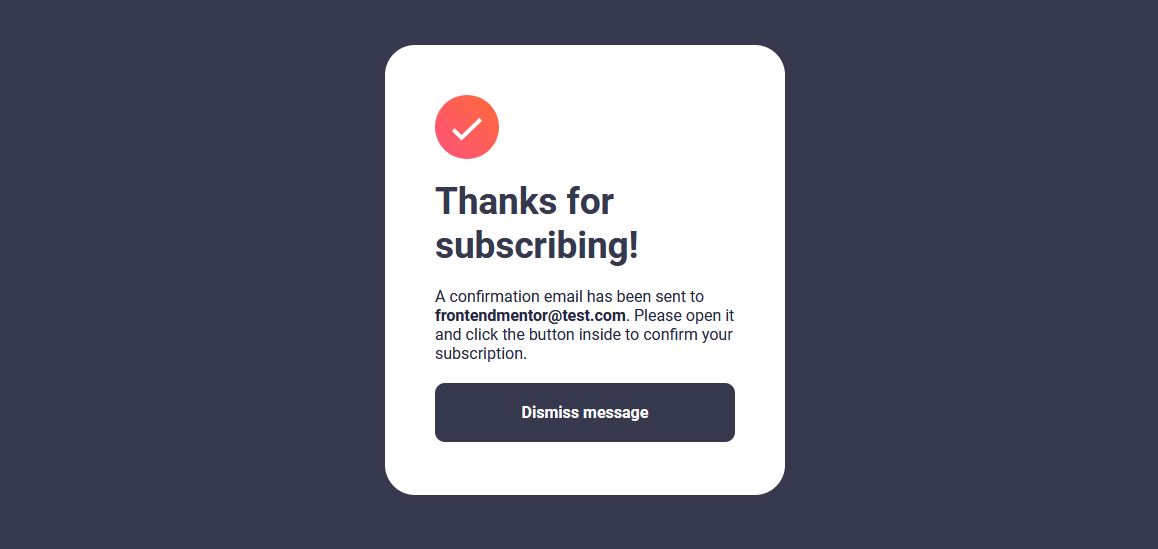 Thanks for
subscribing!
A confirmation email has been sent to
frontendmentor@test.com. Please open it
and click the button inside to confirm your
subscription.
Dismiss message